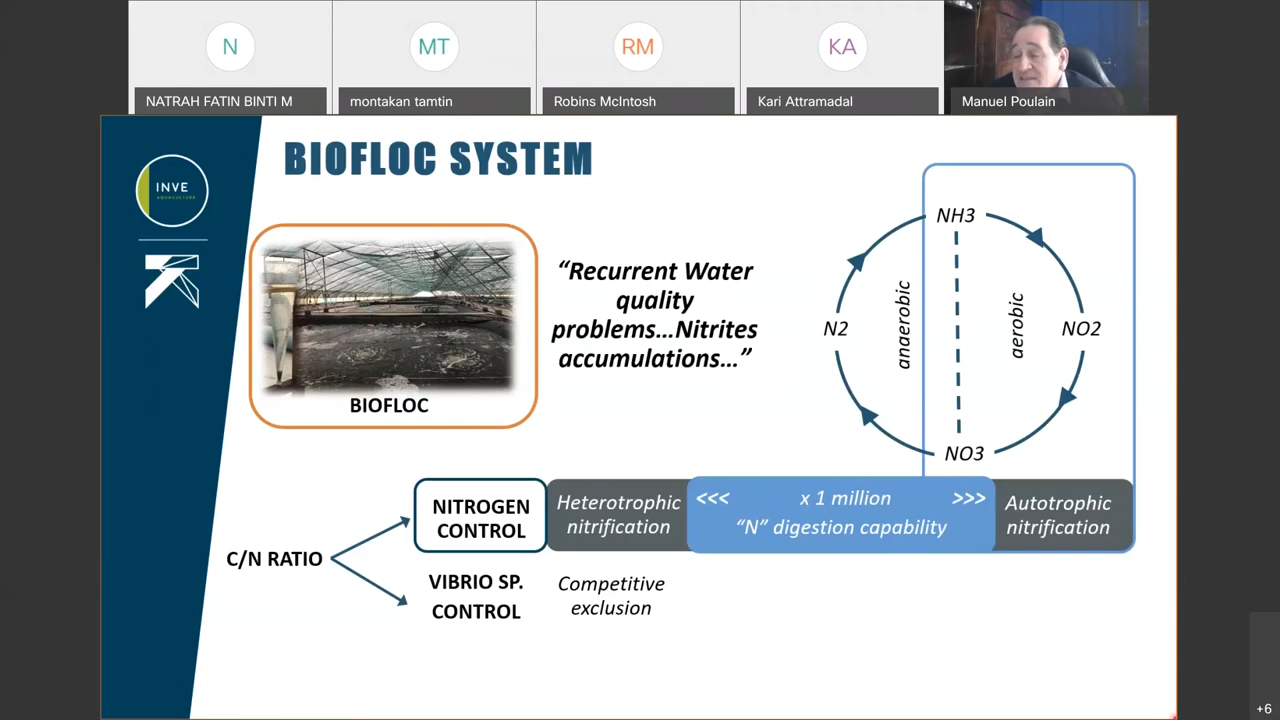 N
MT
RM
KA
NATRAH FATIN BINTI M
montakan tamtin
Robins McIntosh
Kari Attramadal
Manuel Poulain
BIOFLOC SYSTEM
INVE
AQUACULTURE
“Recurrent Water
quality
problems...Nitrites
accumulations...”
BIOFLOC
NH3
anaerobic
aerobic
N2
NO2
NO3
C/N RATIO
NITROGEN
CONTROL
Heterotrophic
nitrification
<<< x 1 million >>>
“N” digestion capability
Autotrophic
nitrification
VIBRIO SP.
CONTROL
Competitive
exclusion
+6